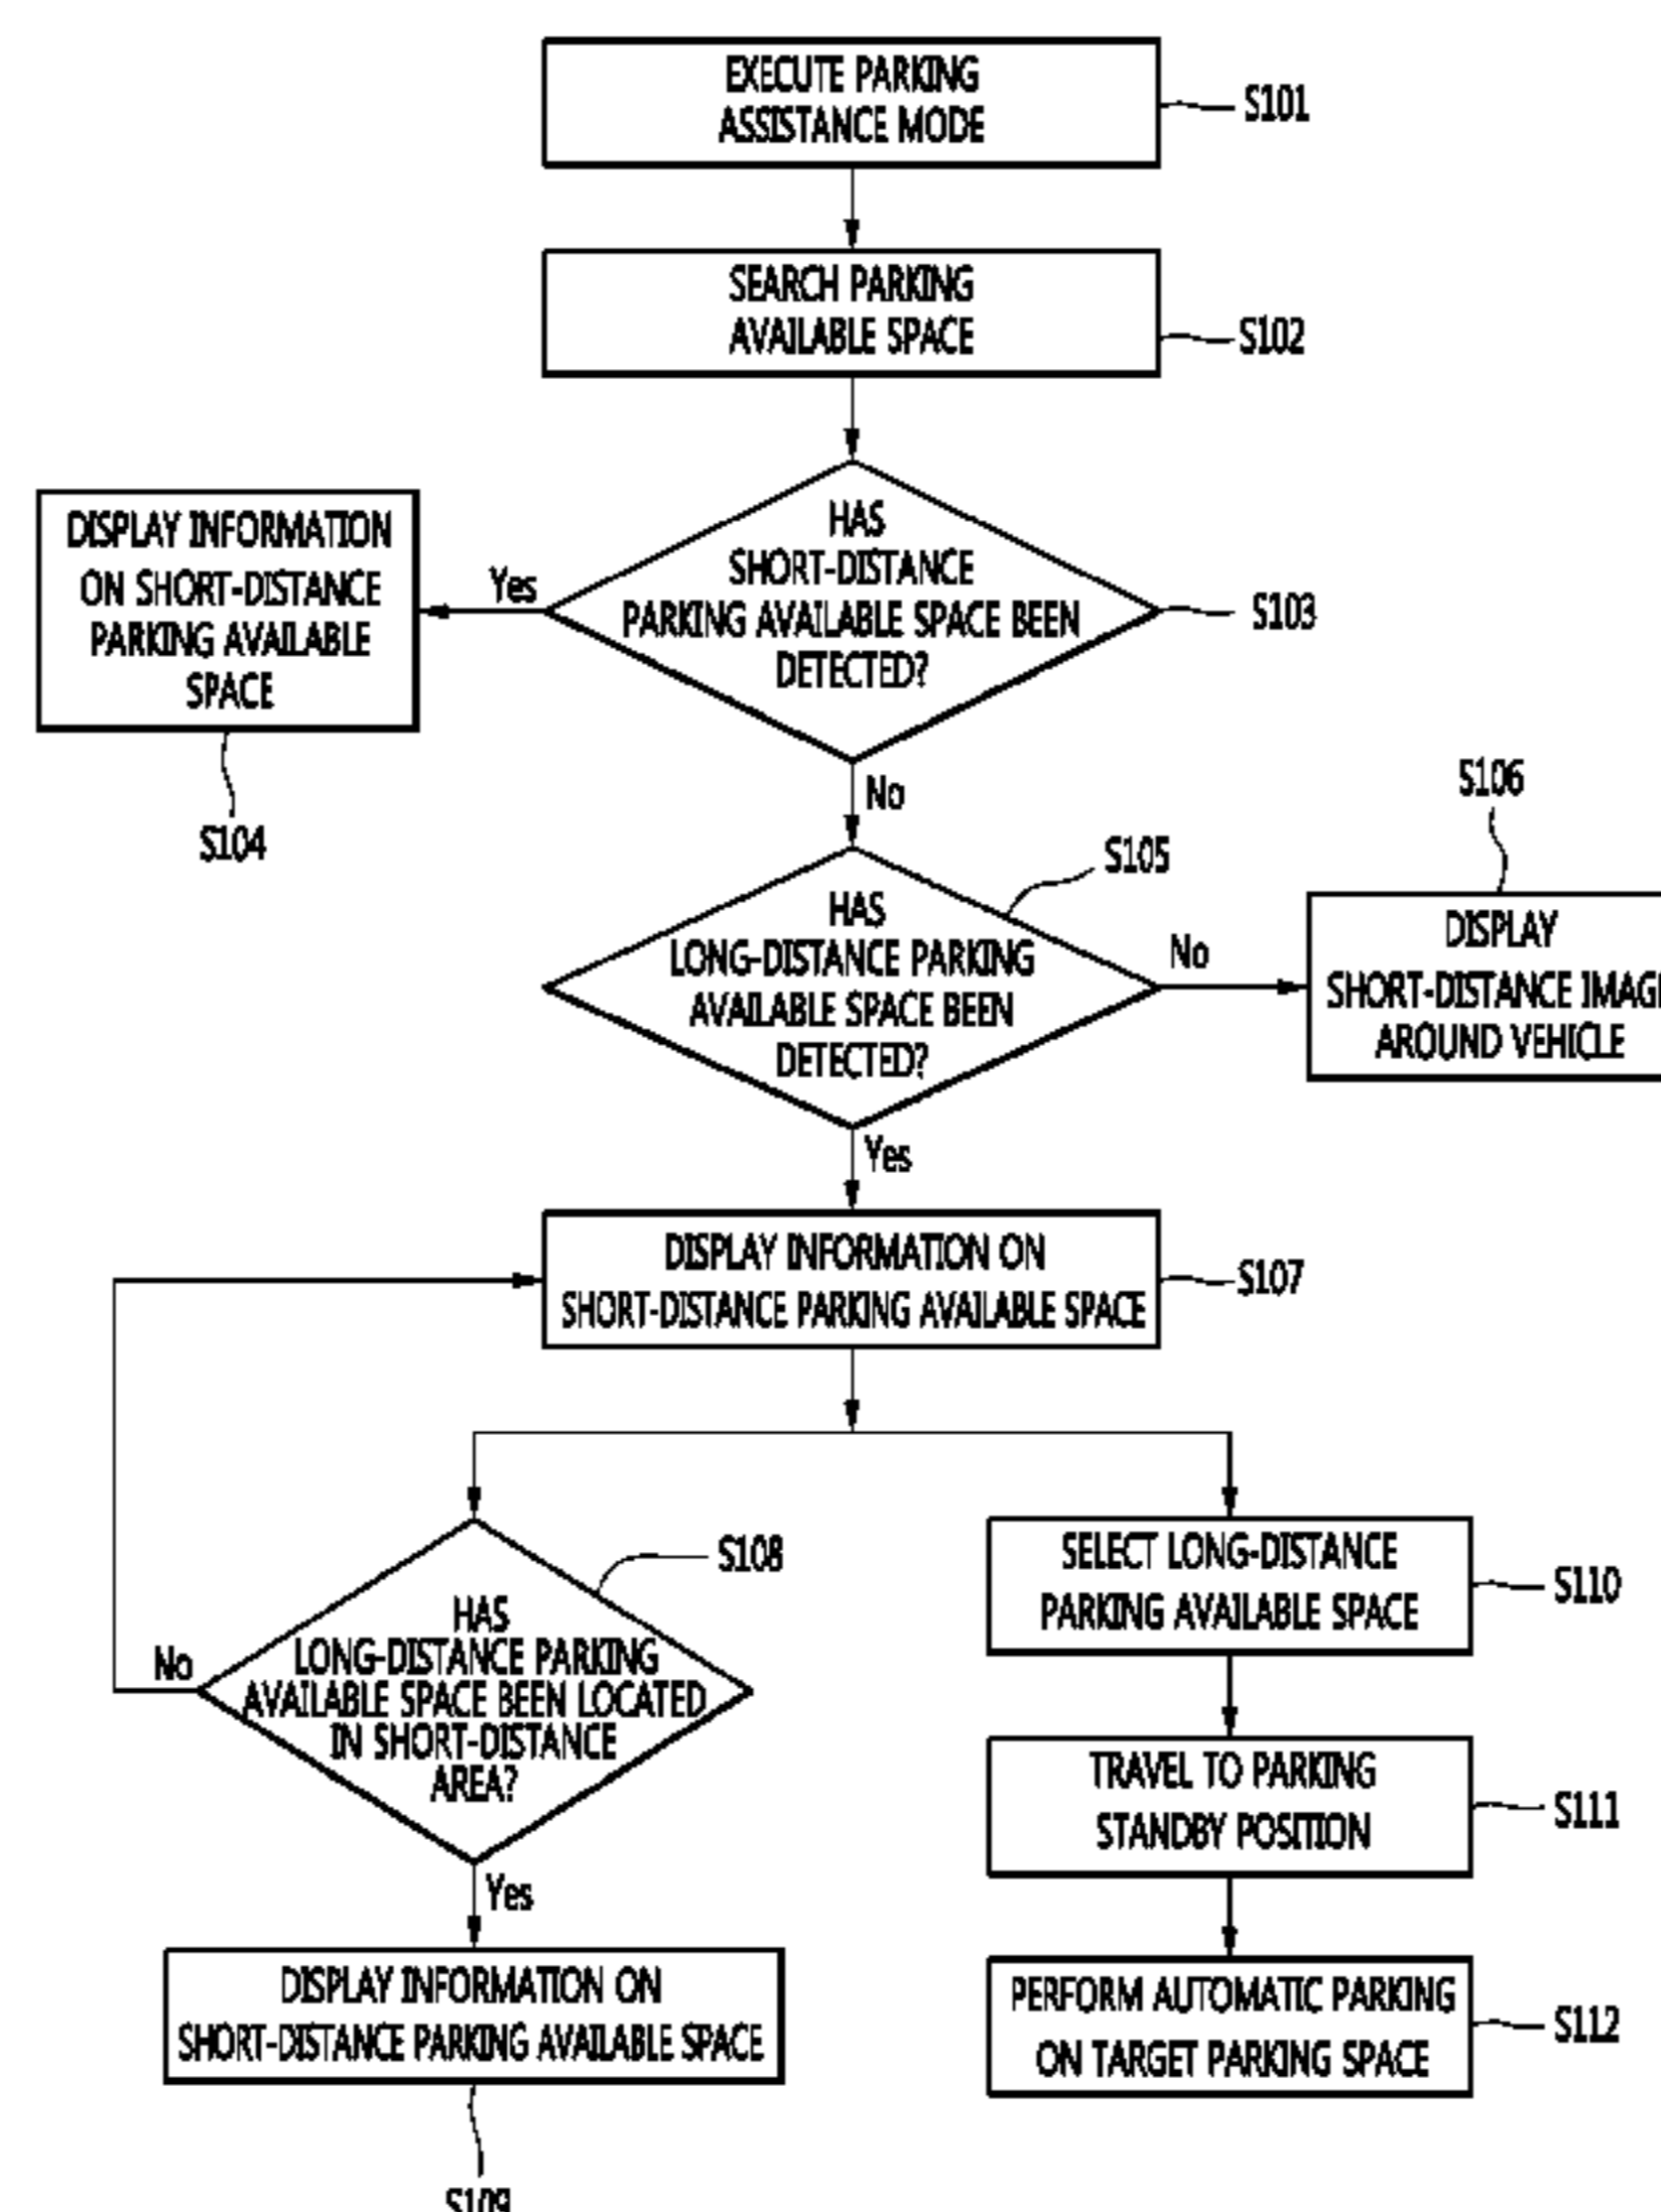 EXECUTE PARKING
ASSISTANCE MODE
S101
SEARCH PARKING
AVAILABLE SPACE
S102
HAS
SHORT-DISTANCE
PARKING AVAILABLE SPACE BEEN
DETECTED?
S103
Yes
DISPLAY INFORMATION
ON SHORT-DISTANCE
PARKING AVAILABLE
SPACE
S104
No
HAS
LONG-DISTANCE PARKING
AVAILABLE SPACE BEEN
DETECTED?
S105
No
S106
DISPLAY
SHORT-DISTANCE IMAGE
AROUND VEHICLE
Yes
DISPLAY INFORMATION ON
SHORT-DISTANCE PARKING AVAILABLE SPACE
S107
S108
HAS
LONG-DISTANCE PARKING
AVAILABLE SPACE BEEN LOCATED
IN SHORT-DISTANCE
AREA?
No
Yes
DISPLAY INFORMATION ON
SHORT-DISTANCE PARKING AVAILABLE SPACE
S109
SELECT LONG-DISTANCE
PARKING AVAILABLE SPACE
S110
TRAVEL TO PARKING
STANDBY POSITION
S111
PERFORM AUTOMATIC PARKING
ON TARGET PARKING SPACE
S112